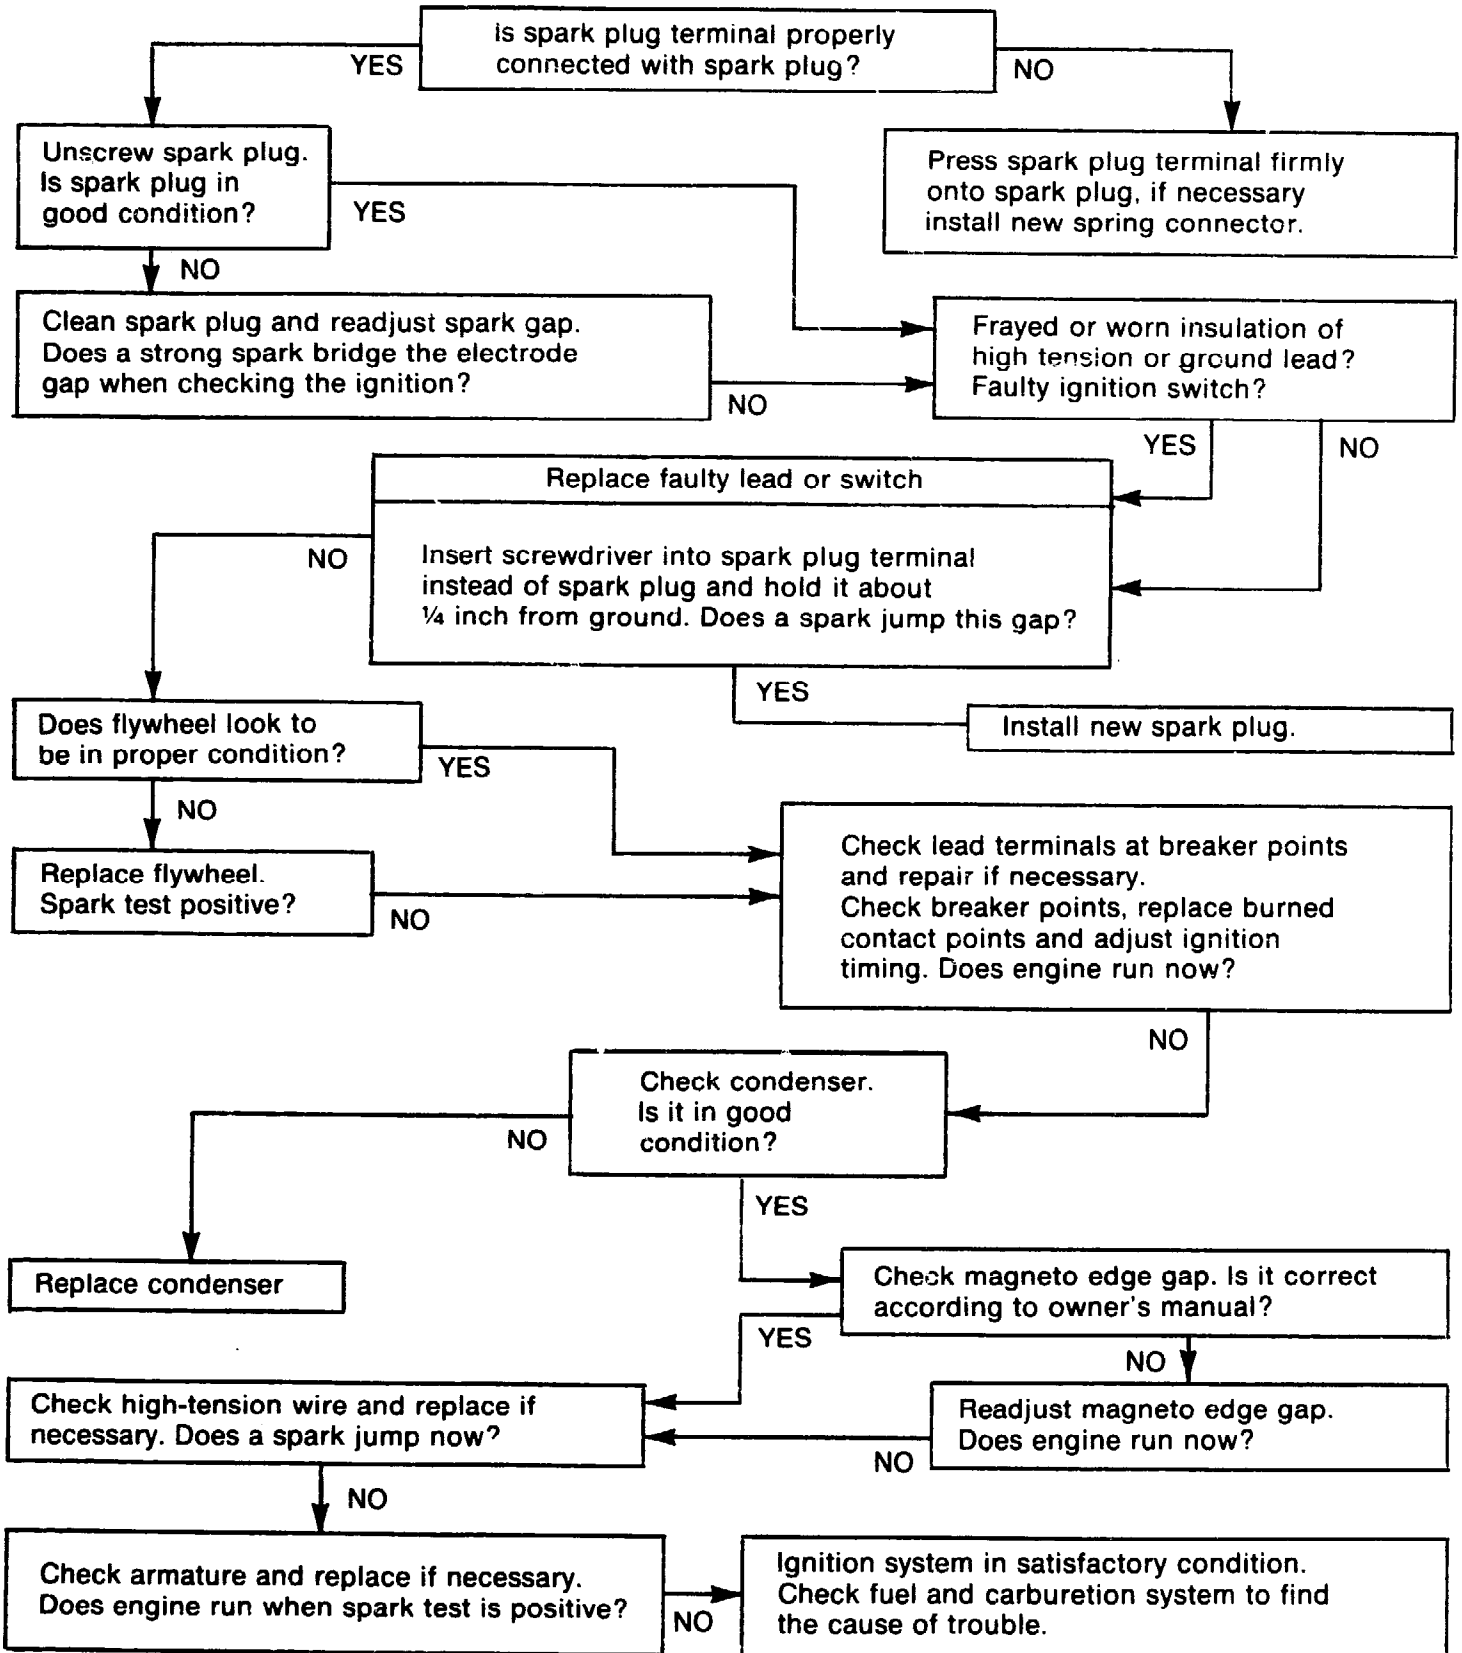 Is spark plug terminal properly
connected with spark plug?
YES
NO
Unscrew spark plug.
Is spark plug in
good condition?
YES
NO
Press spark plug terminal firmly
onto spark plug, if necessary
install new spring connector.
Clean spark plug and readjust spark gap.
Does a strong spark bridge the electrode
gap when checking the ignition?
NO
Frayed or worn insulation of
high tension or ground lead?
Faulty ignition switch?
YES
NO
Replace faulty lead or switch
Insert screwdriver into spark plug terminal
instead of spark plug and hold it about
¼ inch from ground. Does a spark jump this gap?
NO
YES
Install new spark plug.
Does flywheel look to
be in proper condition?
YES
NO
Replace flywheel.
Spark test positive?
NO
Check lead terminals at breaker points
and repair if necessary.
Check breaker points, replace burned
contact points and adjust ignition
timing. Does engine run now?
NO
Check condenser.
Is it in good
condition?
NO
YES
Replace condenser
Check magneto edge gap. Is it correct
according to owner's manual?
YES
NO
Check high-tension wire and replace if
necessary. Does a spark jump now?
Readjust magneto edge gap.
Does engine run now?
NO
NO
Check armature and replace if necessary.
Does engine run when spark test is positive?
NO
Ignition system in satisfactory condition.
Check fuel and carburetion system to find
the cause of trouble.